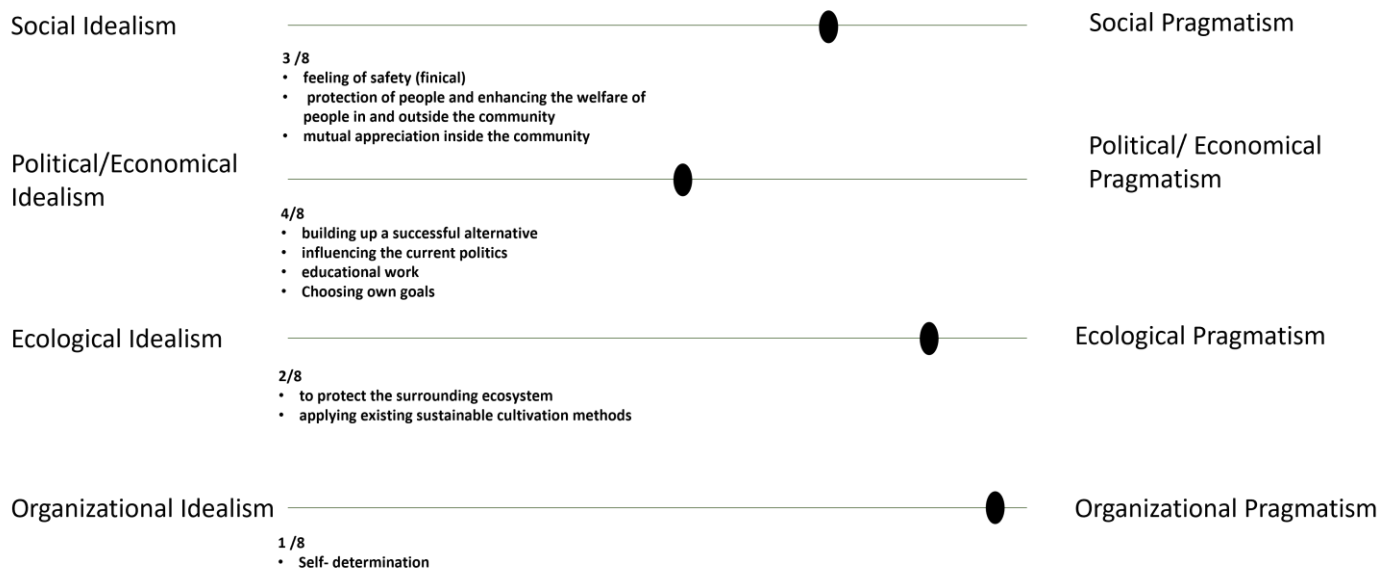 Social Idealism
Social Pragmatism
3 /8
• feeling of safety (finical)
• protection of people and enhancing the welfare of
people in and outside the community
• mutual appreciation inside the community
Political/Economical
Idealism
Political/ Economical
Pragmatism
4/8
• building up a successful alternative
• influencing the current politics
• educational work
• Choosing own goals
Ecological Idealism
Ecological Pragmatism
2/8
• to protect the surrounding ecosystem
• applying existing sustainable cultivation methods
Organizational Idealism
Organizational Pragmatism
1 /8
• Self- determination